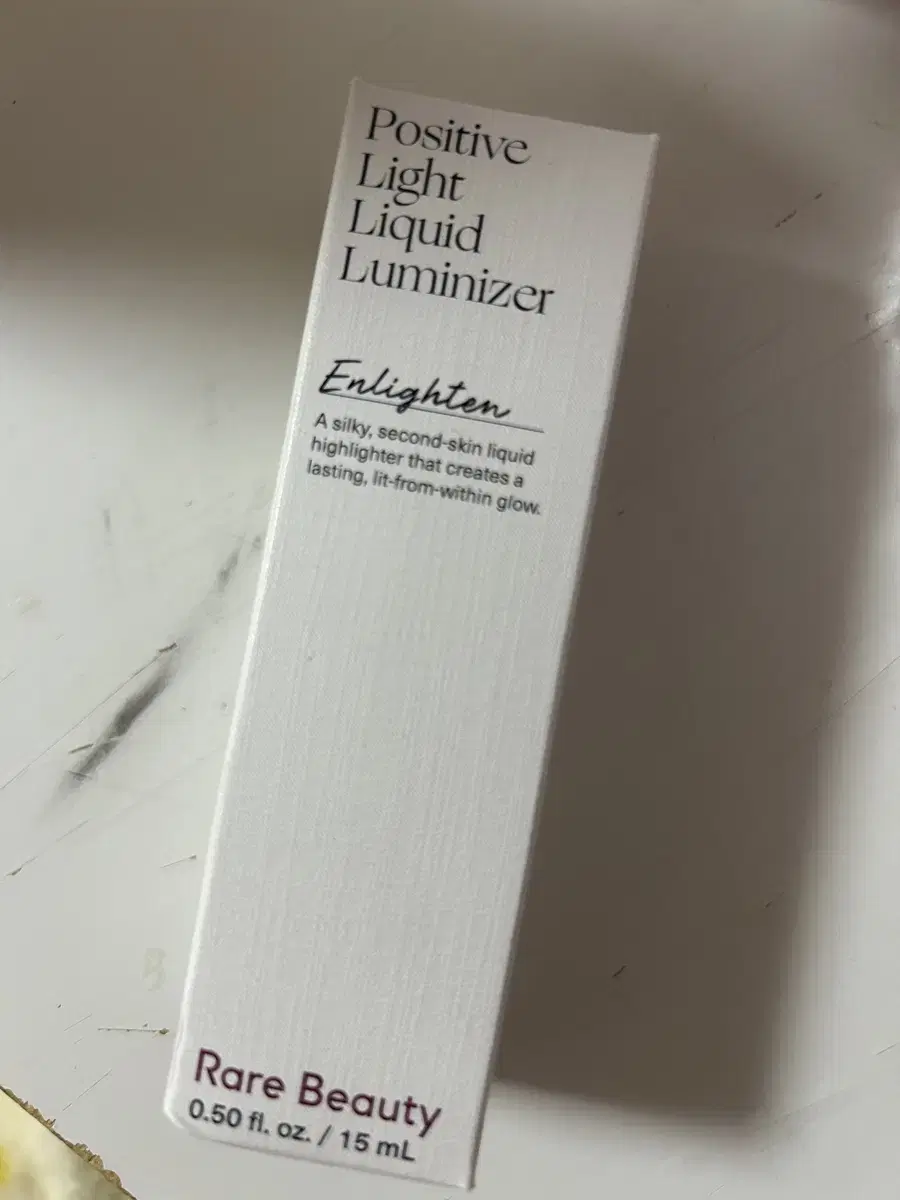 Positive
Light
Liquid
Luminizer
Enlighten
A silky, second-skin liquid
highlighter that creates a
lasting, lit-from-within glow.
Rare Beauty
0.50 fl. oz. / 15 mL